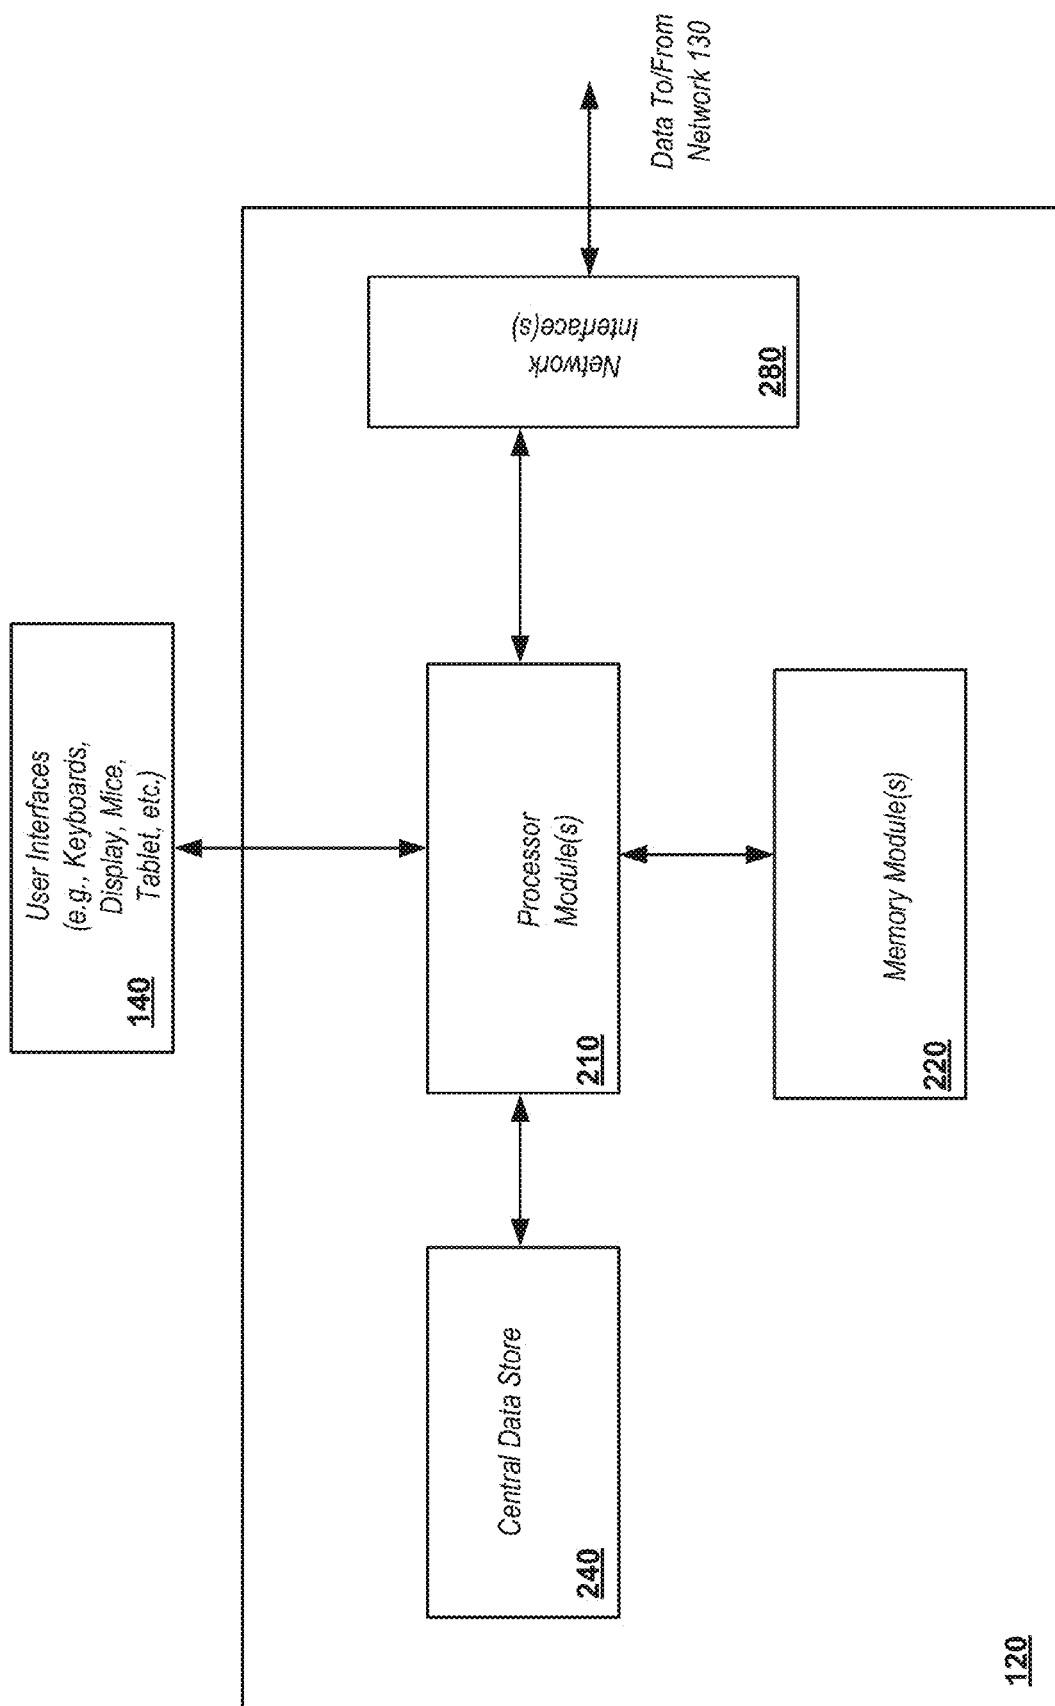 User Interfaces
(e.g., Keyboards,
Display, Mice,
Tablet, etc.)
140
Central Data Store
240
Processor
Module(s)
210
Network
Interface(s)
280
Data To/From
Network 130
Memory Module(s)
220
120